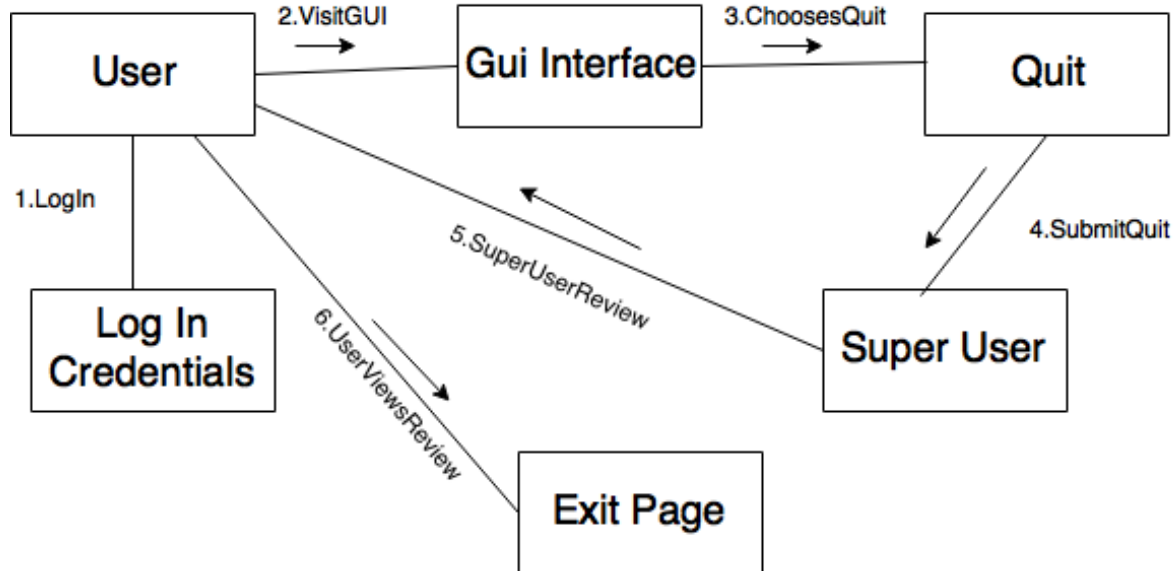 2.VisitGUI
3.ChoosesQuit
User
Gui Interface
Quit
1.LogIn
5.SuperUserReview
4.SubmitQuit
Log In
Credentials
6.UserViewsReview
Super User
Exit Page